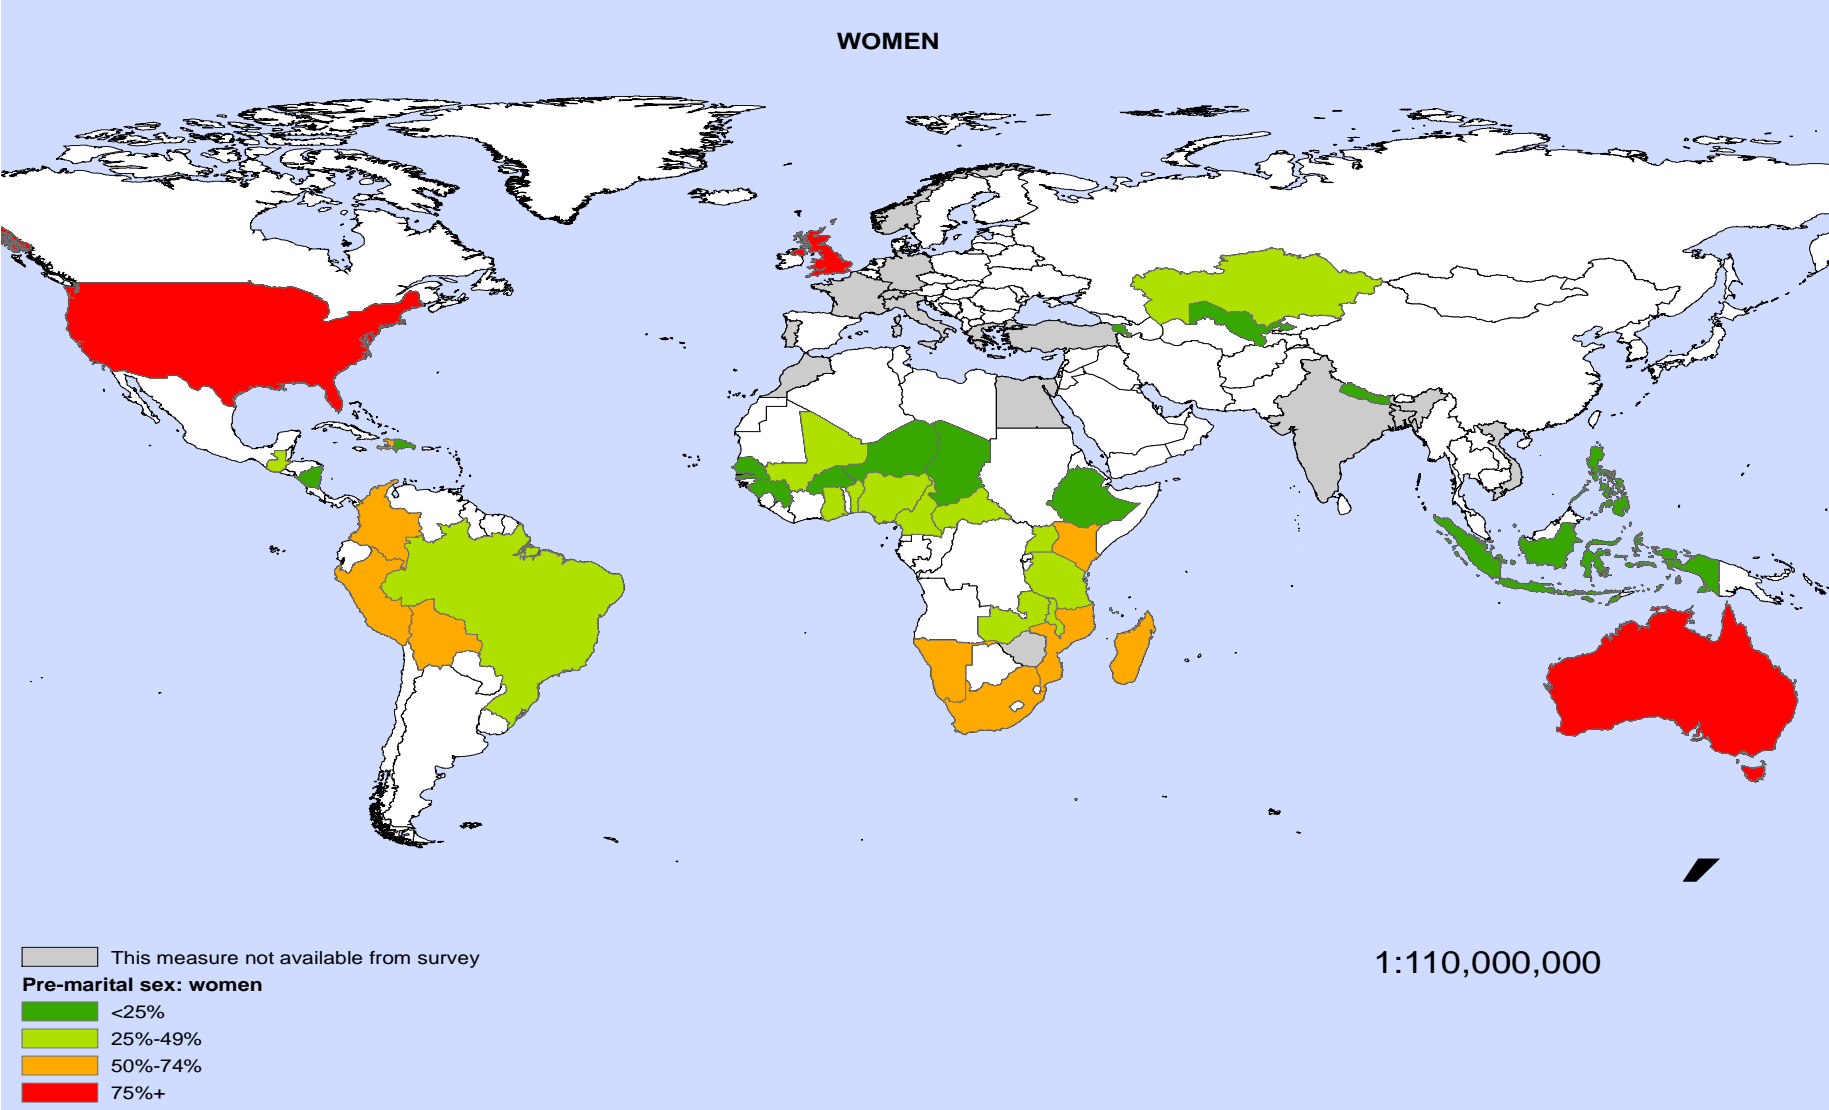 WOMEN
This measure not available from survey
1:110,000,000
Pre-marital sex: women
<25%
25%-49%
50%-74%
75%+